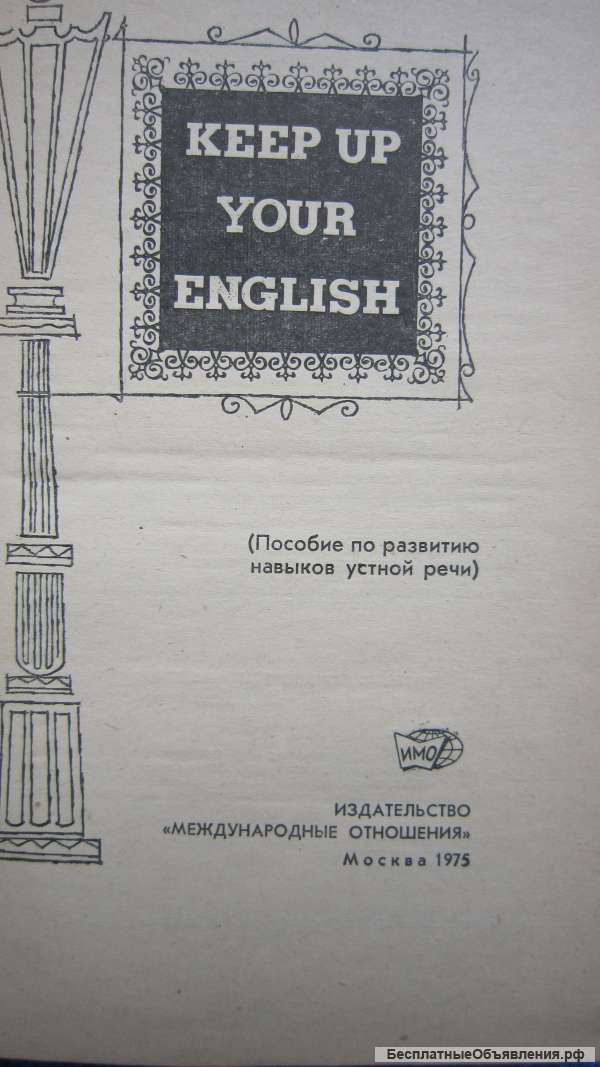 KEEP UP
YOUR
ENGLISH
(Пособие по развитию
навыков устной речи)
ИМО
ИЗДАТЕЛЬСТВО
«МЕЖДУНАРОДНЫЕ ОТНОШЕНИЯ»
Москва 1975
БесплатныеОбъявления.рф